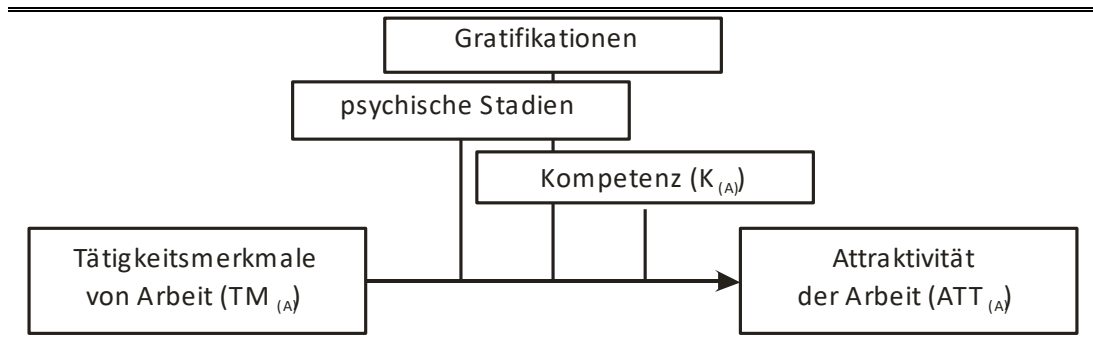 Gratifikationen
psychische Stadien
Kompetenz (K (A))
Tätigkeitsmerkmale
von Arbeit (TM (A))
Attraktivität
der Arbeit (ATT (A))